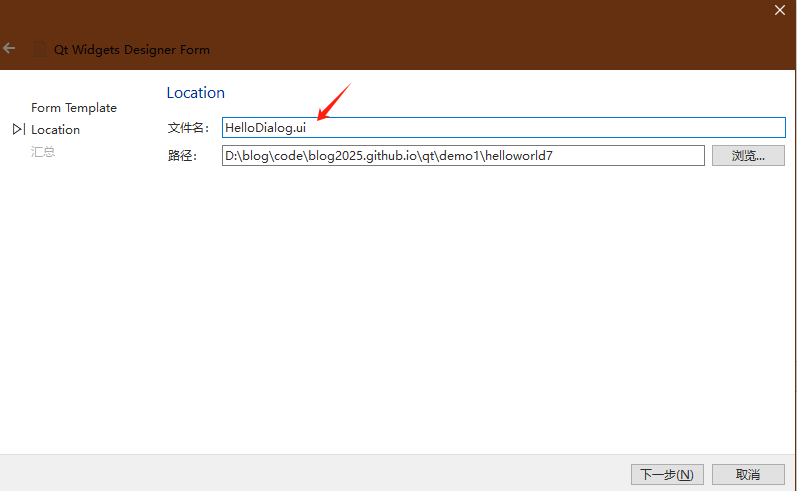 Qt Widgets Designer Form
Form Template
Location
汇总
Location
文件名: HelloDialog.ui
路径: D:\blog\code\blog2025.github.io\qt\demo1\helloworld7 浏览...
下一步(N) 取消